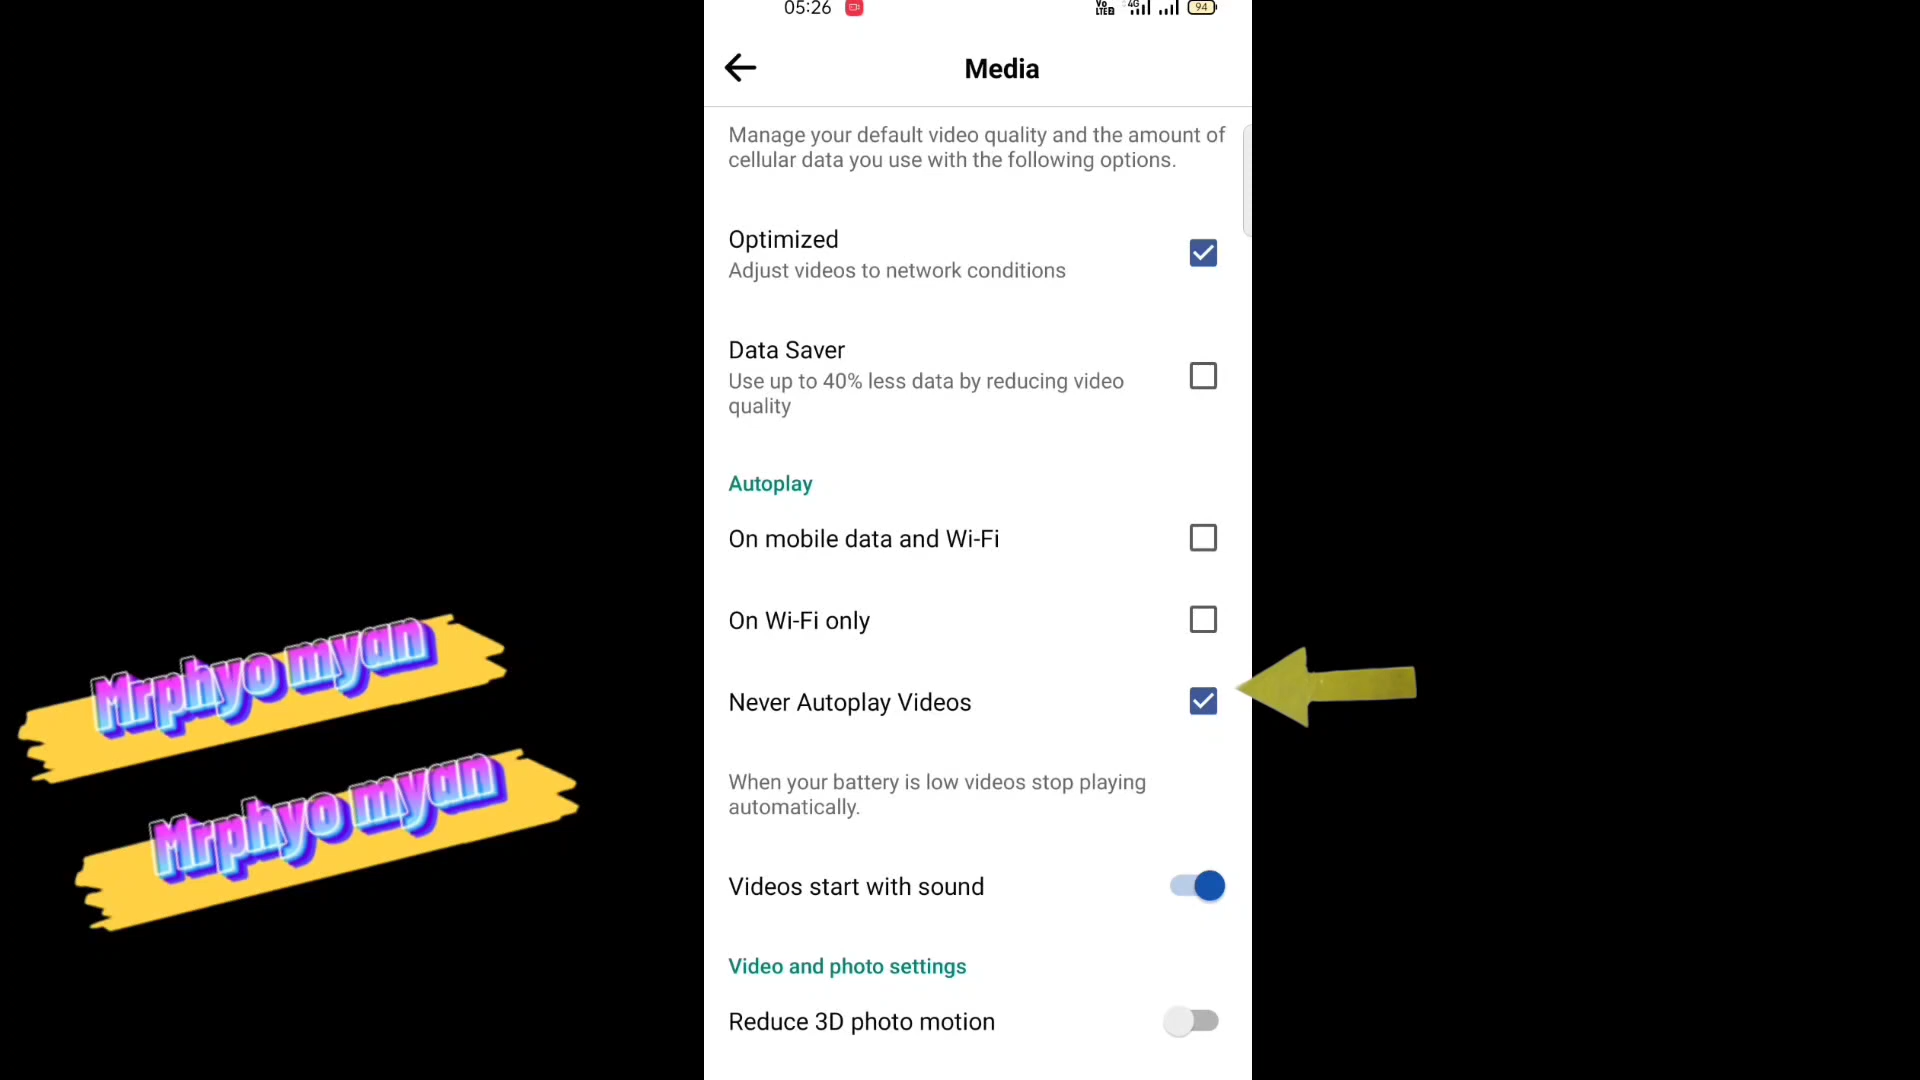 05:26
Vo LTE2 4G 94
Media
Manage your default video quality and the amount of
cellular data you use with the following options.
Optimized
Adjust videos to network conditions
Data Saver
Use up to 40% less data by reducing video
quality
Autoplay
On mobile data and Wi-Fi
On Wi-Fi only
Never Autoplay Videos
When your battery is low videos stop playing
automatically.
Videos start with sound
Video and photo settings
Reduce 3D photo motion
Mrphyo myan
Mrphyo myan